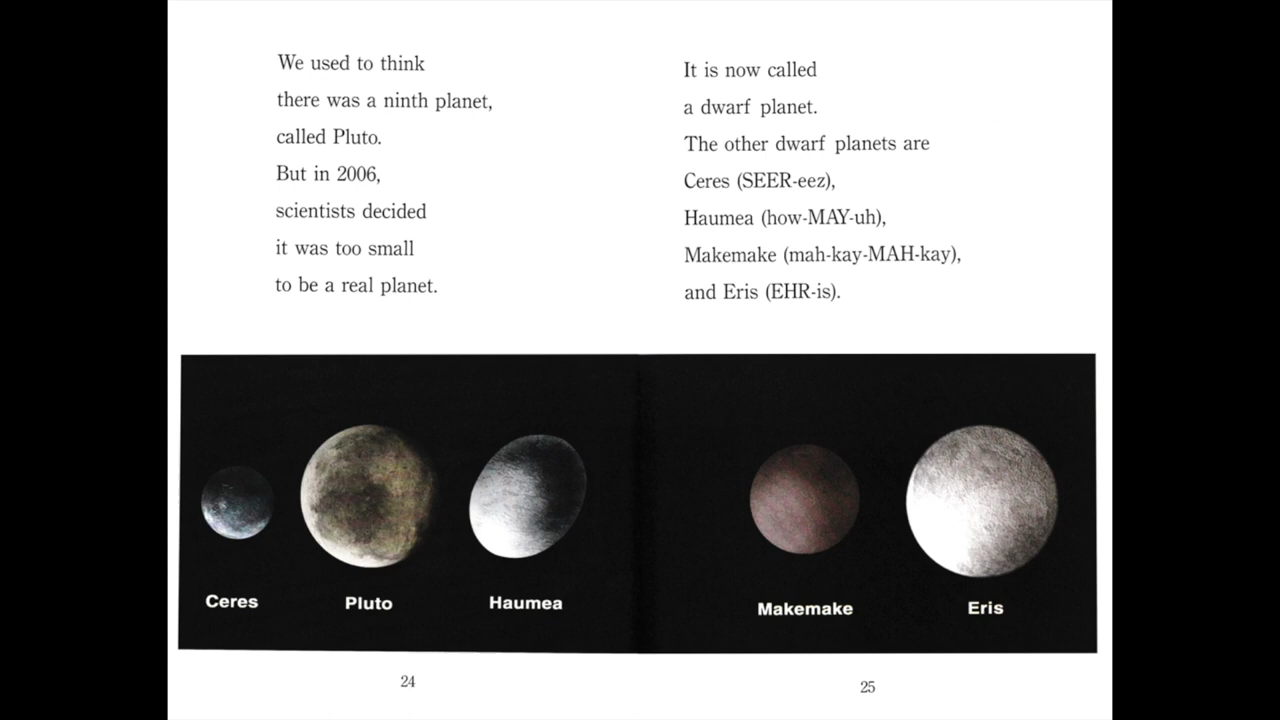 We used to think
there was a ninth planet,
called Pluto.
But in 2006,
scientists decided
it was too small
to be a real planet.
Ceres
Pluto
Haumea
24
It is now called
a dwarf planet.
The other dwarf planets are
Ceres (SEER-eez),
Haumea (how-MAY-uh),
Makemake (mah-kay-MAH-kay),
and Eris (EHR-is).
Makemake
Eris
25